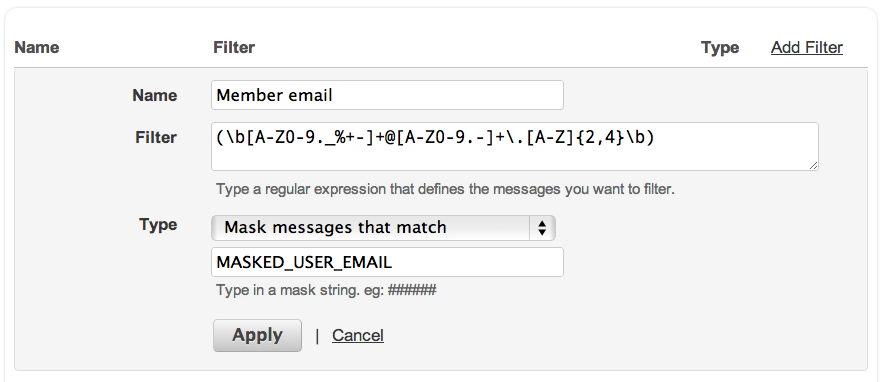 Name Filter Type Add Filter
Name Member email
Filter (\b[A-Z0-9._%+-]+@[A-Z0-9.-]+\.[A-Z]{2,4}\b)
Type a regular expression that defines the messages you want to filter.
Type Mask messages that match
MASKED_USER_EMAIL
Type in a mask string. eg: ######
Apply | Cancel